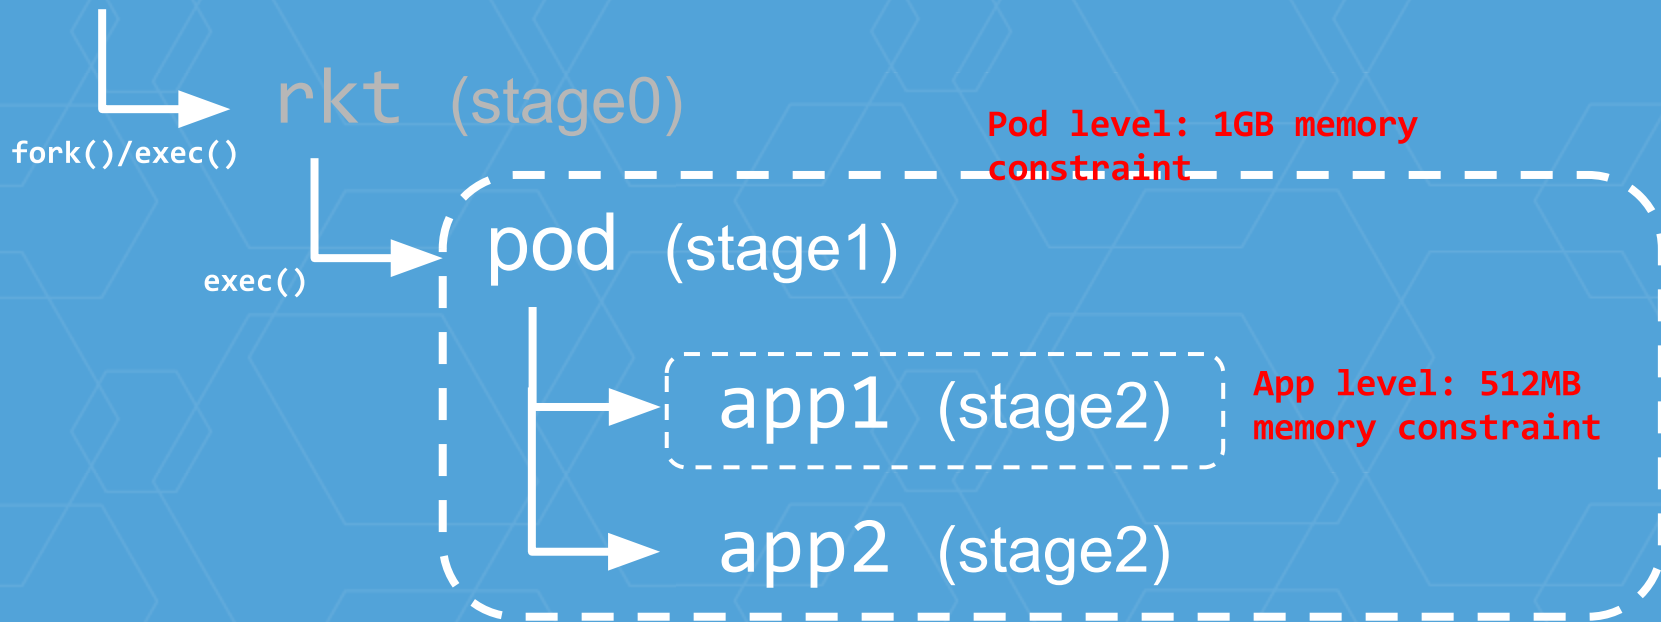 rkt (stage0)
Pod level: 1GB memory
constraint
fork()/exec()
pod (stage1)
exec()
app1 (stage2)
App level: 512MB
memory constraint
app2 (stage2)